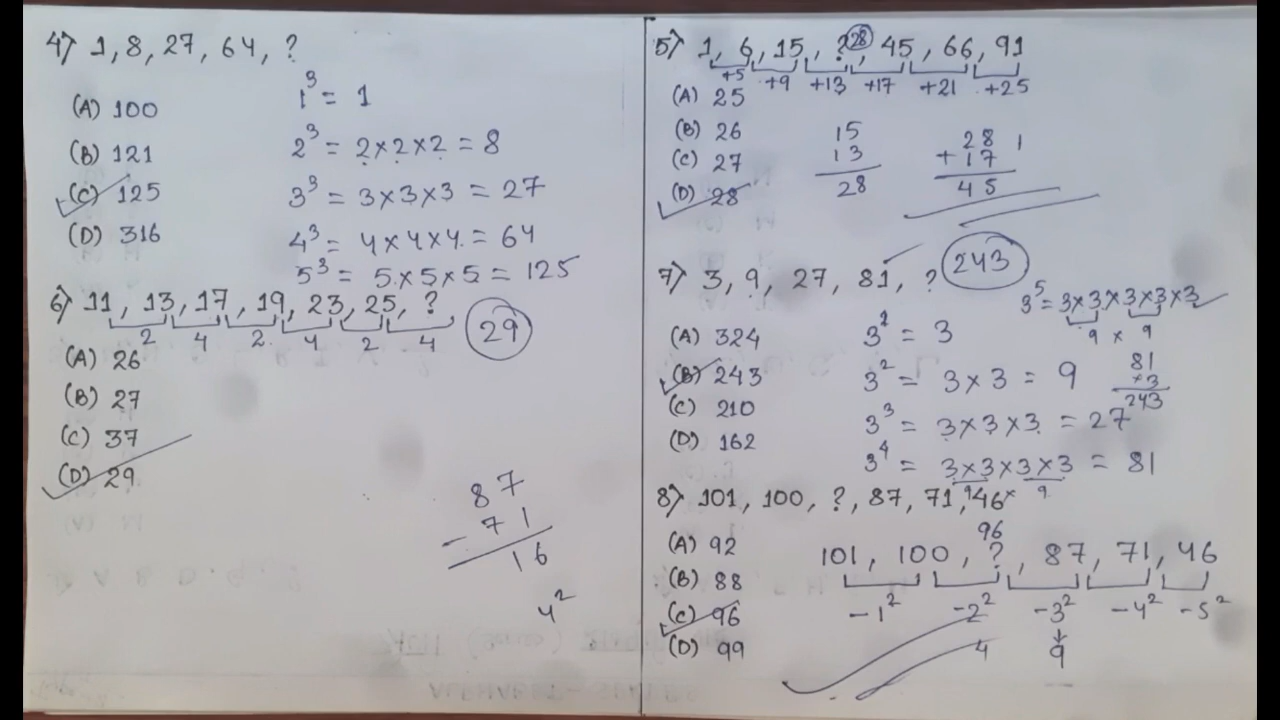 4) 1, 8, 27, 64, ?
(A) 100
(B) 121
(C) 125
(D) 316
1³ = 1
2³ = 2×2×2 = 8
3³ = 3×3×3 = 27
4³ = 4×4×4 = 64
5³ = 5×5×5 = 125
6) 11, 13, 17, 19, 23, 25, ?
2 4 2 4 2 4
29
(A) 26
(B) 27
(C) 37
(D) 29
87
- 71
16
4²
5) 1, 6, 15, ?, 45, 66, 91
28
+5 +9 +13 +17 +21 +25
(A) 25
(B) 26
(C) 27
(D) 28
15
13
28
28
+ 17
45
7) 3, 9, 27, 81, ?
243
(A) 324
(B) 243
(C) 210
(D) 162
3¹ = 3
3² = 3×3 = 9
3³ = 3×3×3 = 27
3⁴ = 3×3×3×3 = 81
9 × 9
3⁵ = 3×3×3×3×3
9 × 9
81
×3
243
8) 101, 100, ?, 87, 71, 46
(A) 92
(B) 88
(C) 96
(D) 99
96
101, 100, ?, 87, 71, 46
-1² -2² -3² -4² -5²
4 9